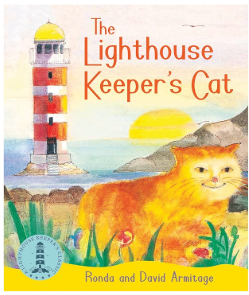 The
Lighthouse
Keeper's Cat
Ronda and David Armitage